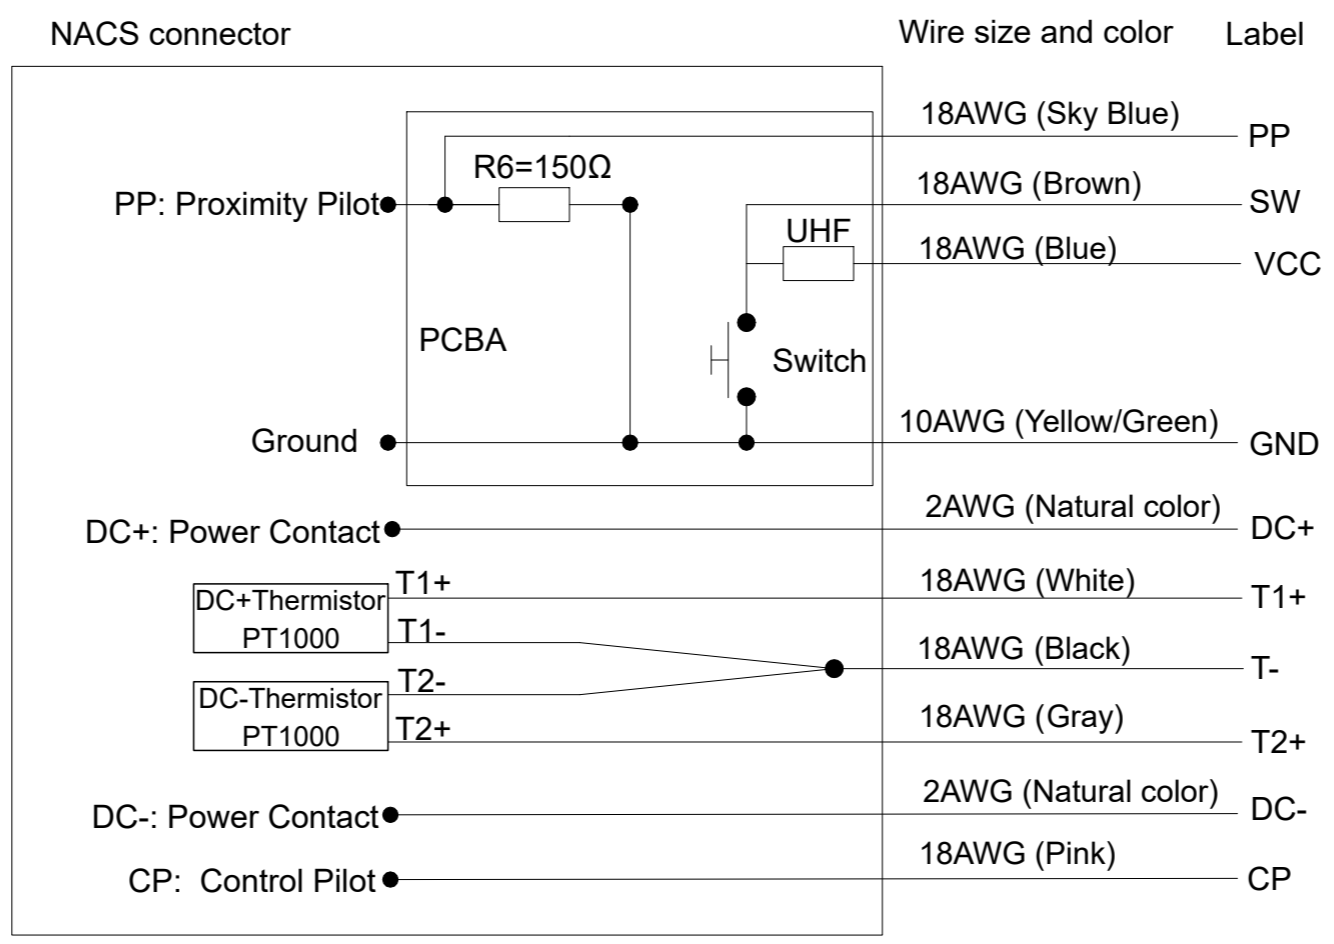 NACS connector
Wire size and color
Label
18AWG (Sky Blue)
PP
R6=150Ω
PP: Proximity Pilot
18AWG (Brown)
SW
UHF
18AWG (Blue)
VCC
PCBA
Switch
Ground
10AWG (Yellow/Green)
GND
DC+: Power Contact
2AWG (Natural color)
DC+
DC+Thermistor
PT1000
T1+
18AWG (White)
T1+
T1-
18AWG (Black)
T-
DC-Thermistor
PT1000
T2-
T2+
18AWG (Gray)
T2+
DC-: Power Contact
2AWG (Natural color)
DC-
CP: Control Pilot
18AWG (Pink)
CP